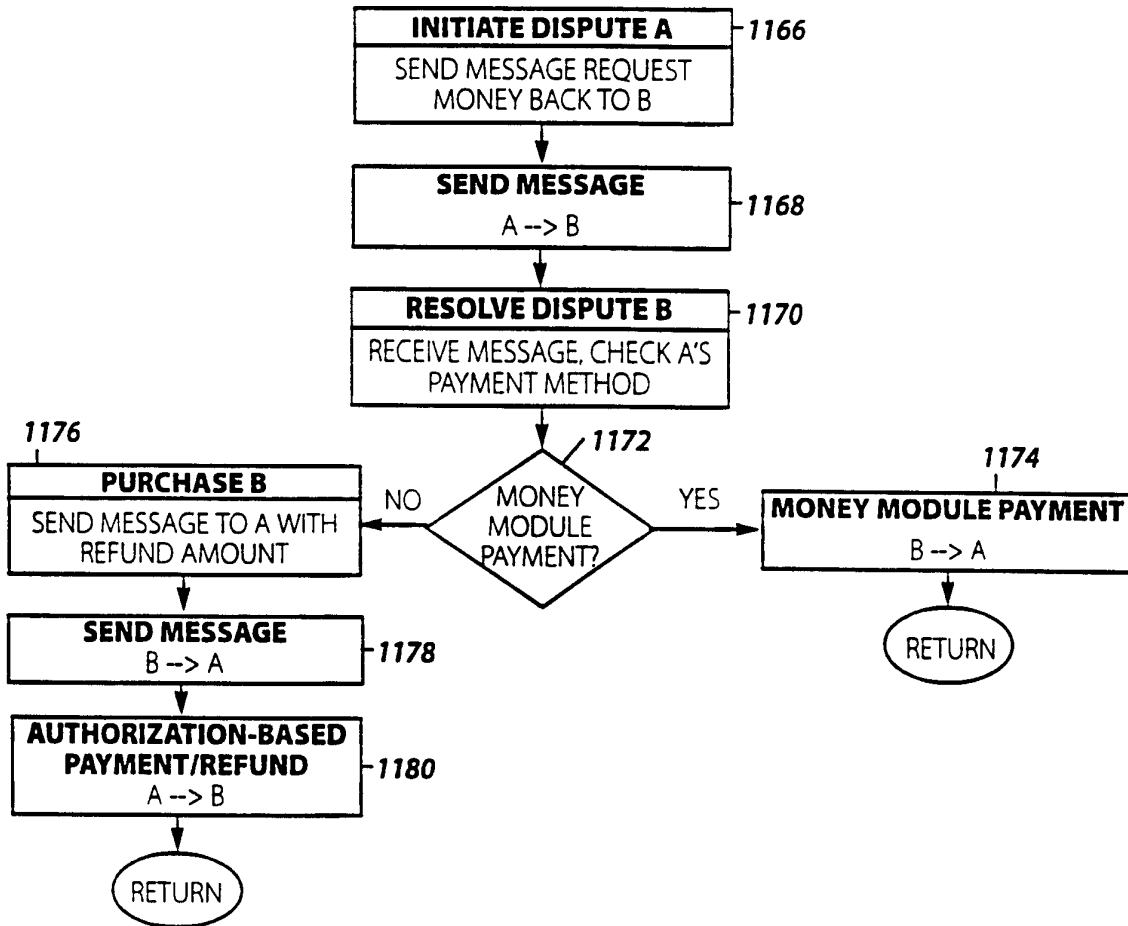 INITIATE DISPUTE A
1166
SEND MESSAGE REQUEST
MONEY BACK TO B
SEND MESSAGE
1168
A --> B
RESOLVE DISPUTE B
1170
RECEIVE MESSAGE, CHECK A'S
PAYMENT METHOD
1172
MONEY
MODULE
PAYMENT?
NO
YES
1176
PURCHASE B
SEND MESSAGE TO A WITH
REFUND AMOUNT
SEND MESSAGE
B --> A
1178
AUTHORIZATION-BASED
PAYMENT/REFUND
1180
A --> B
RETURN
1174
MONEY MODULE PAYMENT
B --> A
RETURN